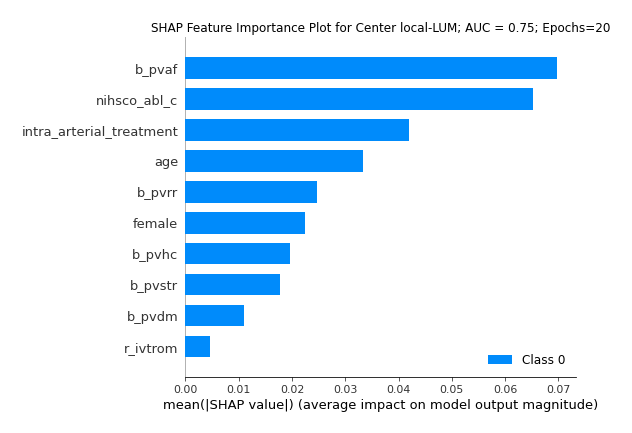 SHAP Feature Importance Plot for Center local-LUM; AUC = 0.75; Epochs=20
b_pvaf
nihsco_abl_c
intra_arterial_treatment
age
b_pvrr
female
b_pvhc
b_pvstr
b_pvdm
r_ivtrom
Class 0
0.00 0.01 0.02 0.03 0.04 0.05 0.06 0.07
mean(|SHAP value|) (average impact on model output magnitude)